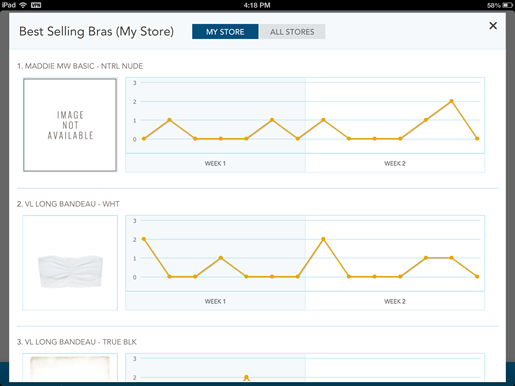 iPad VPN 4:18 PM 58%
Best Selling Bras (My Store) MY STORE ALL STORES
1. MADDIE MW BASIC - NTRL NUDE
IMAGE
NOT
AVAILABLE
3
2
1
0
WEEK 1 WEEK 2
2. VL LONG BANDEAU - WHT
3
2
1
0
WEEK 1 WEEK 2
3. VL LONG BANDEAU - TRUE BLK
3
2